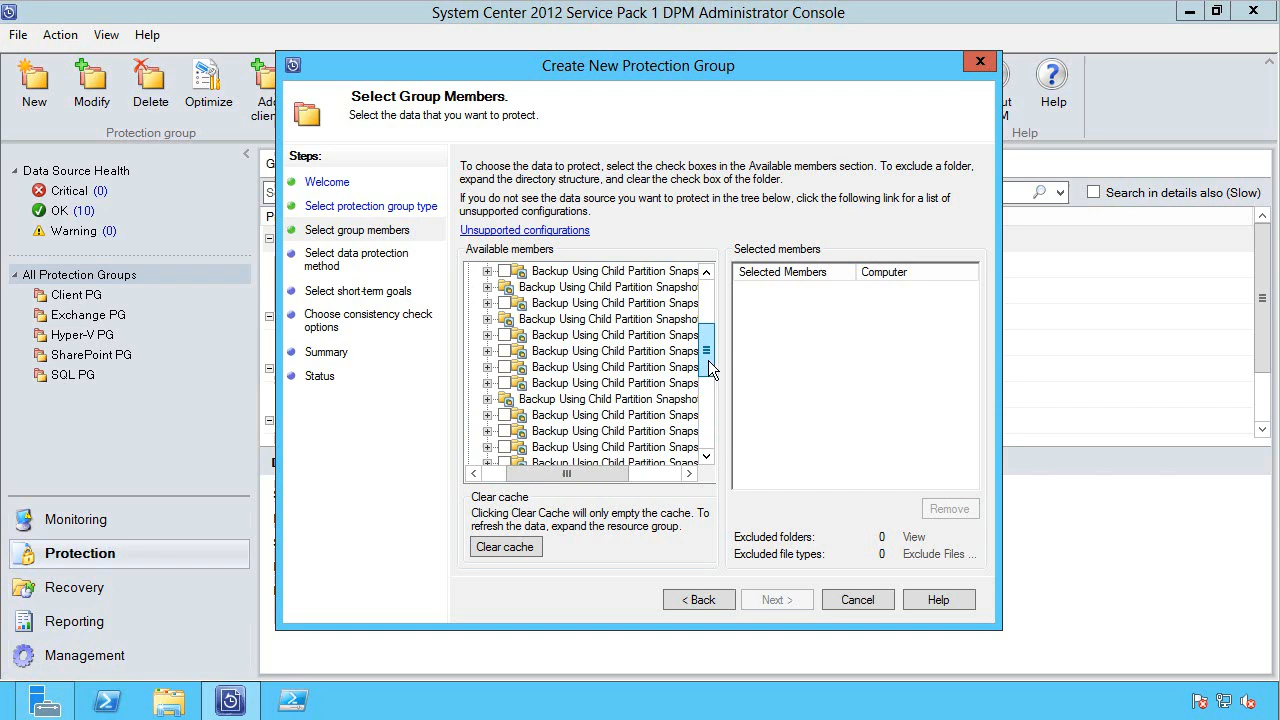 System Center 2012 Service Pack 1 DPM Administrator Console
File Action View Help
New
Modify
Delete
Optimize
Protection group
Help
Help
Create New Protection Group
Select Group Members.
Select the data that you want to protect.
Data Source Health
Critical (0)
OK (10)
Warning (0)
All Protection Groups
Client PG
Exchange PG
Hyper-V PG
SharePoint PG
SQL PG
Monitoring
Protection
Recovery
Reporting
Management
Search in details also (Slow)
Steps:
Welcome
Select protection group type
Select group members
Select data protection
method
Select short-term goals
Choose consistency check
options
Summary
Status
To choose the data to protect, select the check boxes in the Available members section. To exclude a folder,
expand the directory structure, and clear the check box of the folder.
If you do not see the data source you want to protect in the tree below, click the following link for a list of
unsupported configurations.
Unsupported configurations
Available members
Backup Using Child Partition Snaps
Backup Using Child Partition Snapsho
Backup Using Child Partition Snaps
Backup Using Child Partition Snapsho
Backup Using Child Partition Snaps
Backup Using Child Partition Snaps
Backup Using Child Partition Snaps
Backup Using Child Partition Snaps
Backup Using Child Partition Snapsho
Backup Using Child Partition Snaps
Backup Using Child Partition Snaps
Backup Using Child Partition Snaps
Backup Using Child Partition Snaps
Clear cache
Clicking Clear Cache will only empty the cache. To
refresh the data, expand the resource group.
Clear cache
Selected members
Selected Members Computer
Remove
Excluded folders: 0 View
Excluded file types: 0 Exclude Files ...
< Back Next > Cancel Help